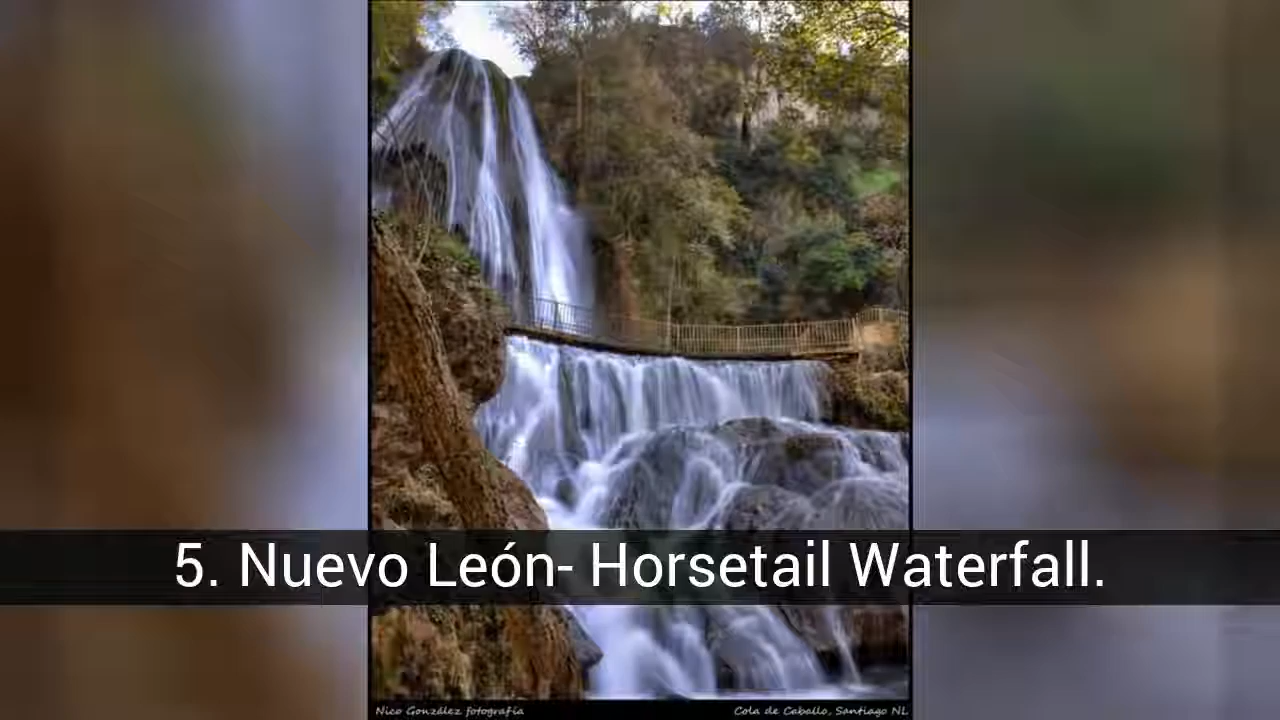 5. Nuevo León- Horsetail Waterfall.
Nico González fotografía
Cola de Caballo, Santiago NL